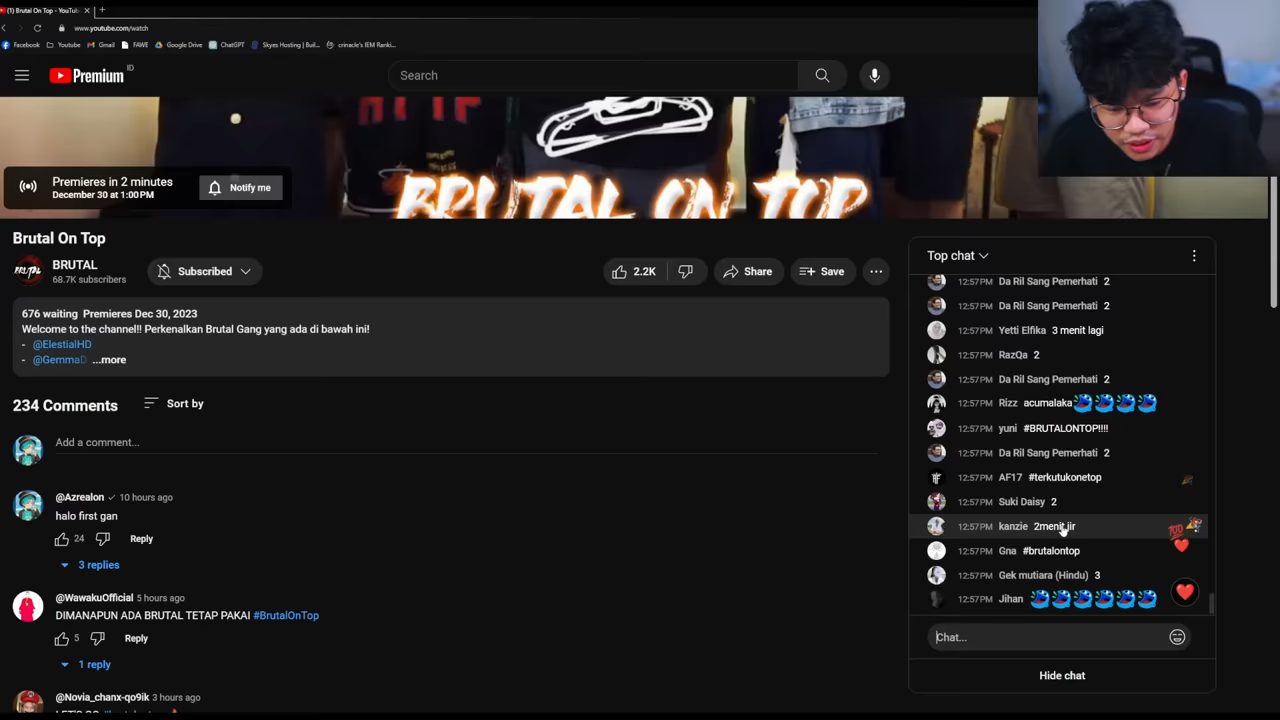 (1) Brutal On Top - YouTub
www.youtube.com/watch
Facebook Youtube Gmail FAWE Google Drive ChatGPT Skyes Hosting | Buil... crinacle's IEM Ranki...
Premium ID
Search
BRUTAL ON TOP
Premieres in 2 minutes
December 30 at 1:00 PM
Notify me
Brutal On Top
BRUTAL
68.7K subscribers
Subscribed
2.2K
Share
Save
676 waiting Premieres Dec 30, 2023
Welcome to the channel!! Perkenalkan Brutal Gang yang ada di bawah ini!
- @ElestialHD
- @GemmaD ...more
234 Comments
Sort by
Add a comment...
@Azrealon 10 hours ago
halo first gan
24 Reply
3 replies
@WawakuOfficial 5 hours ago
DIMANAPUN ADA BRUTAL TETAP PAKAI #BrutalOnTop
5 Reply
1 reply
@Novia_chanx-qo9ik 3 hours ago
Top chat
12:57PM Da Ril Sang Pemerhati 2
12:57PM Da Ril Sang Pemerhati 2
12:57PM Yetti Elfika 3 menit lagi
12:57PM RazQa 2
12:57PM Da Ril Sang Pemerhati 2
12:57PM Rizz acumalaka
12:57PM yuni #BRUTALONTOP!!!!
12:57PM Da Ril Sang Pemerhati 2
12:57PM AF17 #terkutukonetop
12:57PM Suki Daisy 2
12:57PM kanzie 2menit jir
12:57PM Gna #brutalontop
12:57PM Gek mutiara (Hindu) 3
12:57PM Jihan
Chat...
Hide chat